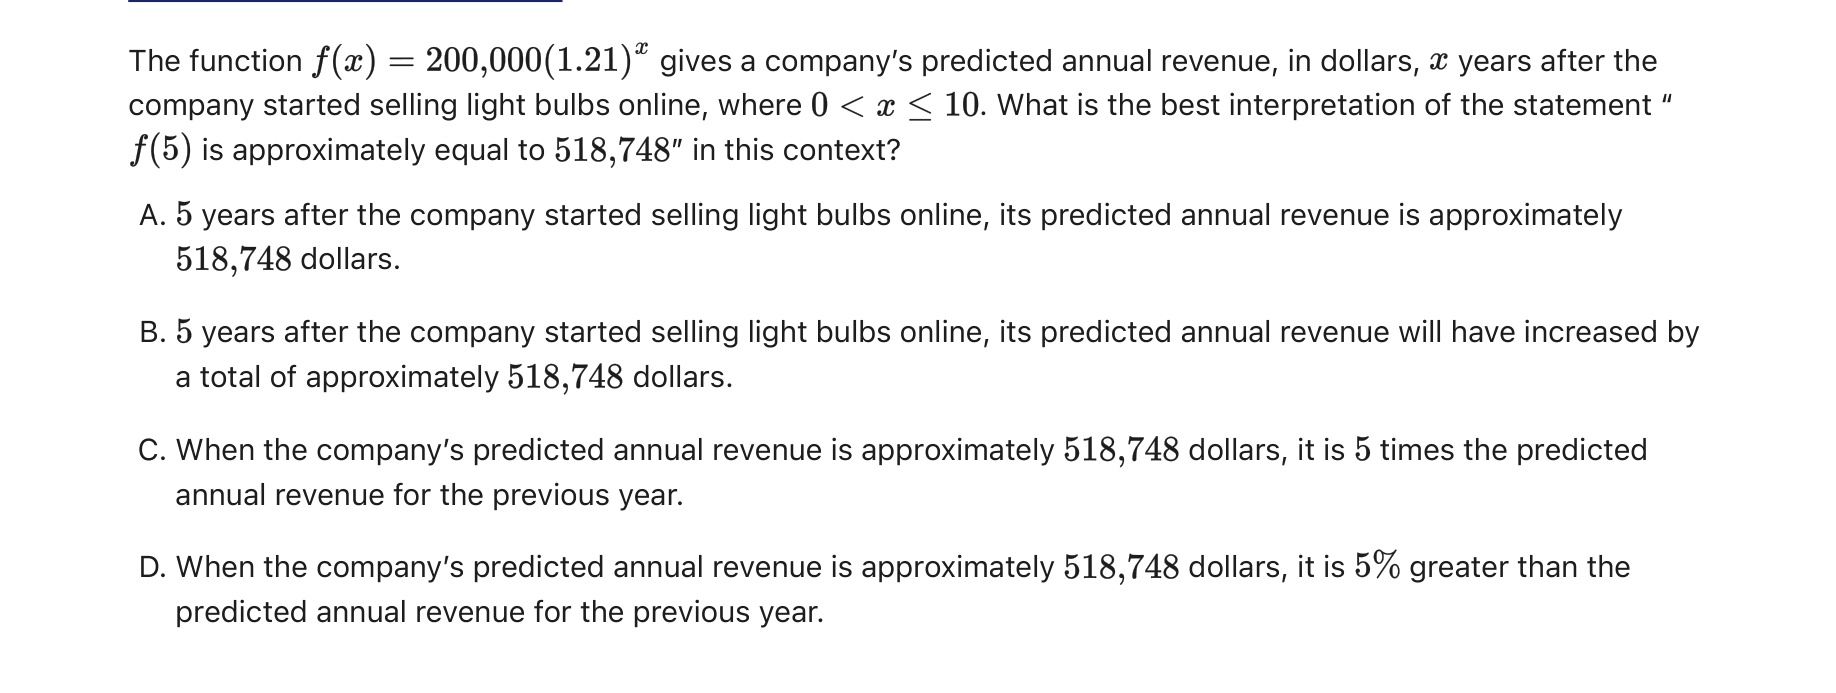 The function f(x) = 200,000(1.21)^x gives a company's predicted annual revenue, in dollars, x years after the
company started selling light bulbs online, where 0 < x ≤ 10. What is the best interpretation of the statement "
f(5) is approximately equal to 518,748" in this context?
A. 5 years after the company started selling light bulbs online, its predicted annual revenue is approximately
518,748 dollars.
B. 5 years after the company started selling light bulbs online, its predicted annual revenue will have increased by
a total of approximately 518,748 dollars.
C. When the company's predicted annual revenue is approximately 518,748 dollars, it is 5 times the predicted
annual revenue for the previous year.
D. When the company's predicted annual revenue is approximately 518,748 dollars, it is 5% greater than the
predicted annual revenue for the previous year.